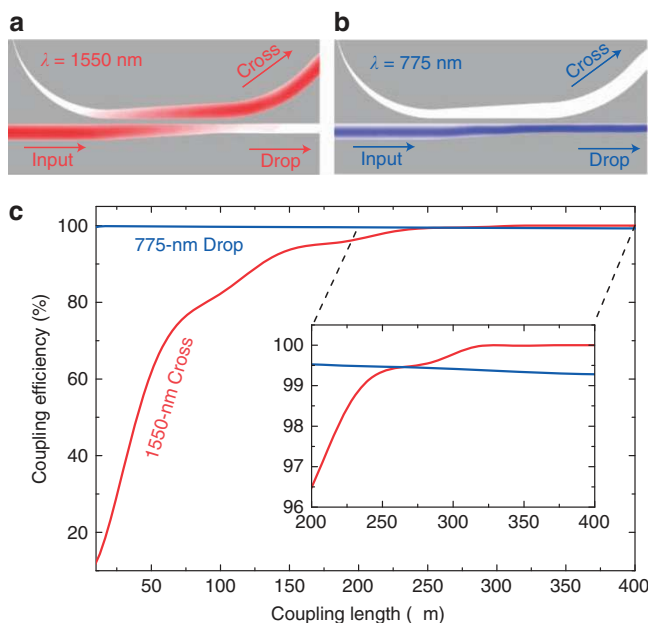 a
λ = 1550 nm
Cross
Input
Drop
b
λ = 775 nm
Cross
Input
Drop
c
100
80
60
40
20
Coupling efficiency (%)
775-nm Drop
1550-nm Cross
100
99
98
97
96
200 250 300 350 400
50 100 150 200 250 300 350 400
Coupling length ( m)